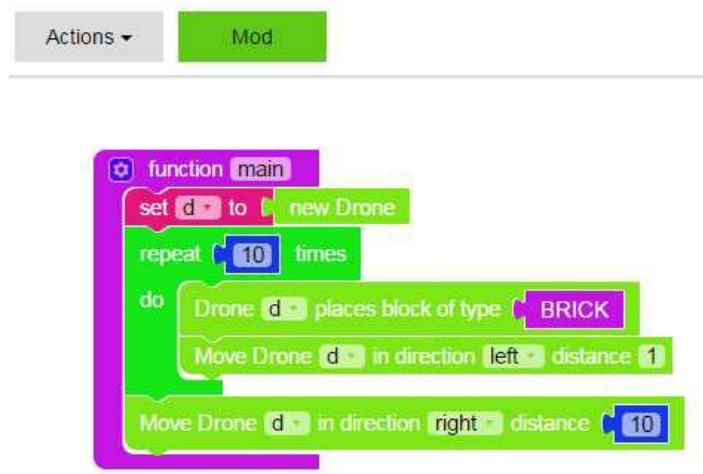 Actions Mod
function main
set d to new Drone
repeat 10 times
do Drone d places block of type BRICK
Move Drone d in direction left distance 1
Move Drone d in direction right distance 10